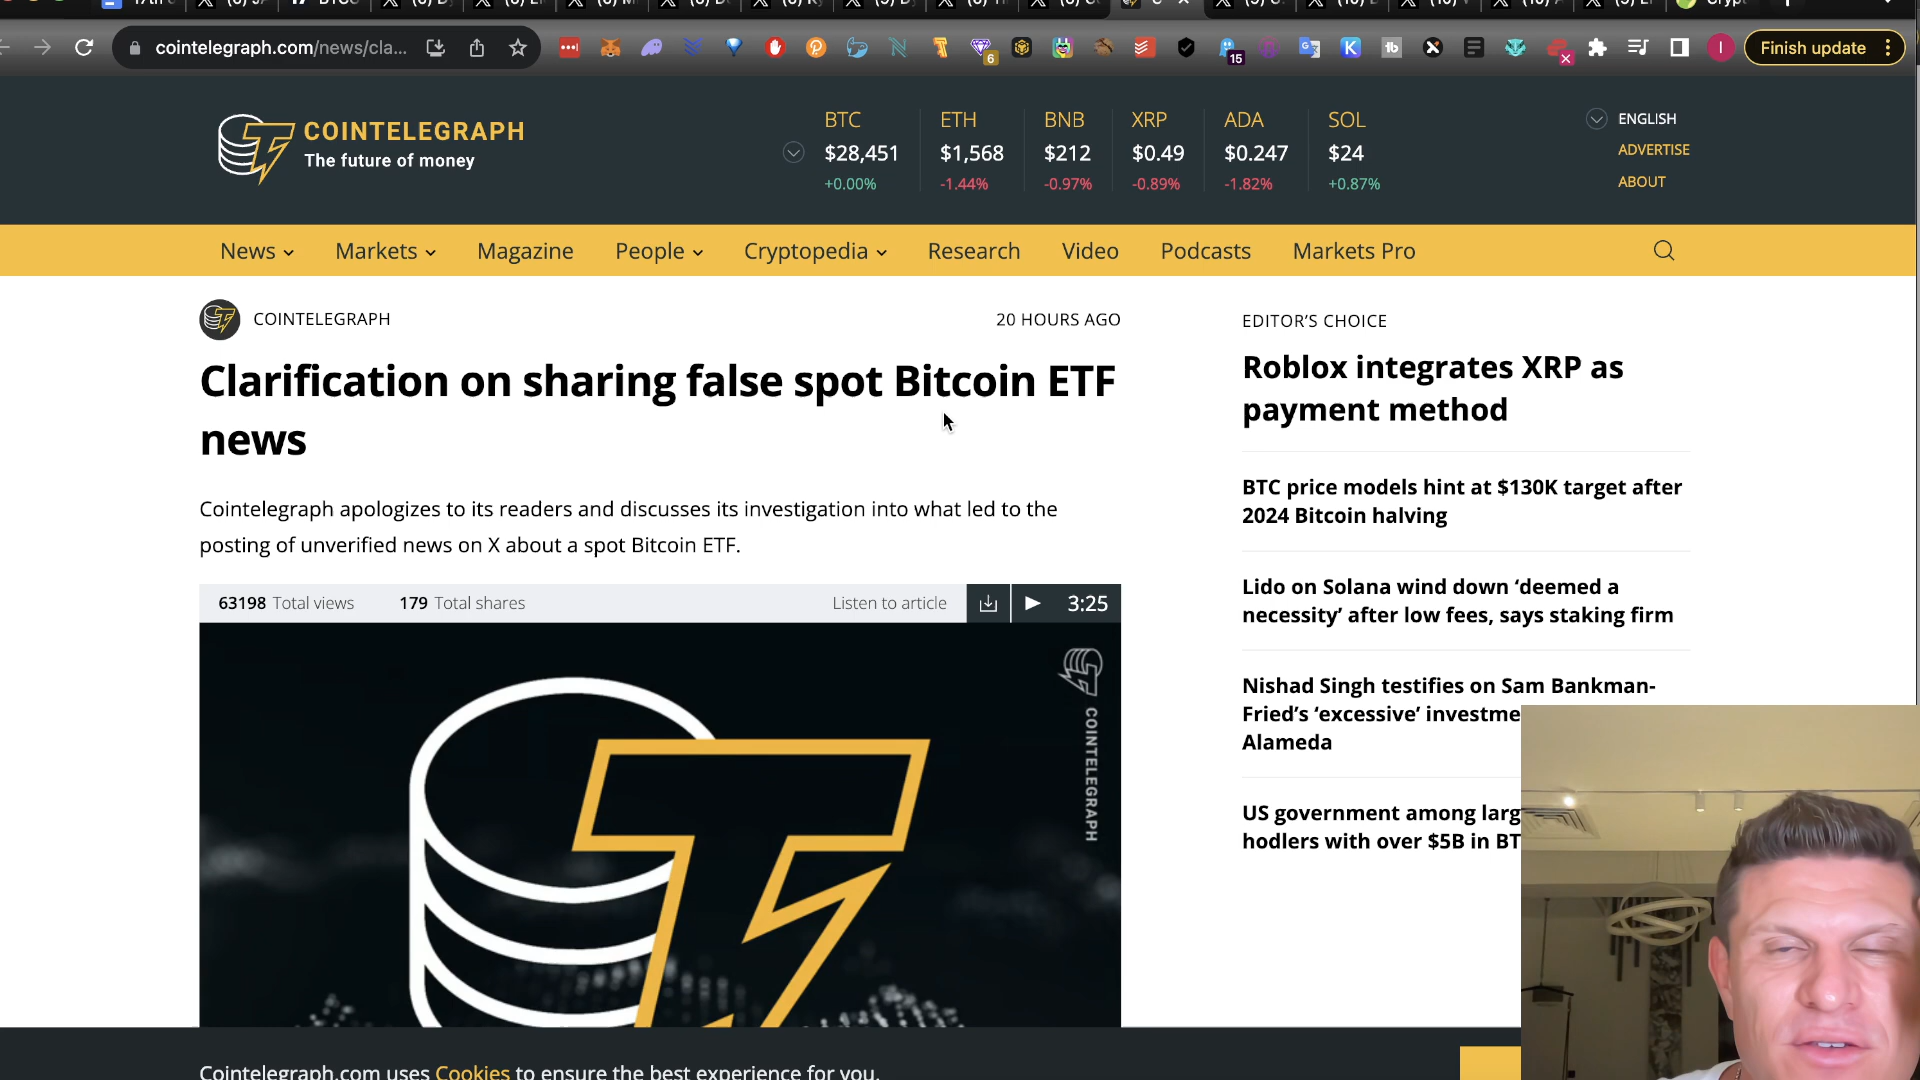 cointelegraph.com/news/cla...
6
15
K
tb
I
Finish update
COINTELEGRAPH
The future of money
BTC
$28,451
+0.00%
ETH
$1,568
-1.44%
BNB
$212
-0.97%
XRP
$0.49
-0.89%
ADA
$0.247
-1.82%
SOL
$24
+0.87%
ENGLISH
ADVERTISE
ABOUT
News
Markets
Magazine
People
Cryptopedia
Research
Video
Podcasts
Markets Pro
COINTELEGRAPH
20 HOURS AGO
Clarification on sharing false spot Bitcoin ETF
news
Cointelegraph apologizes to its readers and discusses its investigation into what led to the
posting of unverified news on X about a spot Bitcoin ETF.
63198 Total views
179 Total shares
Listen to article
3:25
COINTELEGRAPH
EDITOR'S CHOICE
Roblox integrates XRP as
payment method
BTC price models hint at $130K target after
2024 Bitcoin halving
Lido on Solana wind down ‘deemed a
necessity’ after low fees, says staking firm
Nishad Singh testifies on Sam Bankman-
Fried’s ‘excessive’ investme
Alameda
US government among larg
hodlers with over $5B in BT
Cointelegraph.com uses Cookies to ensure the best experience for you.